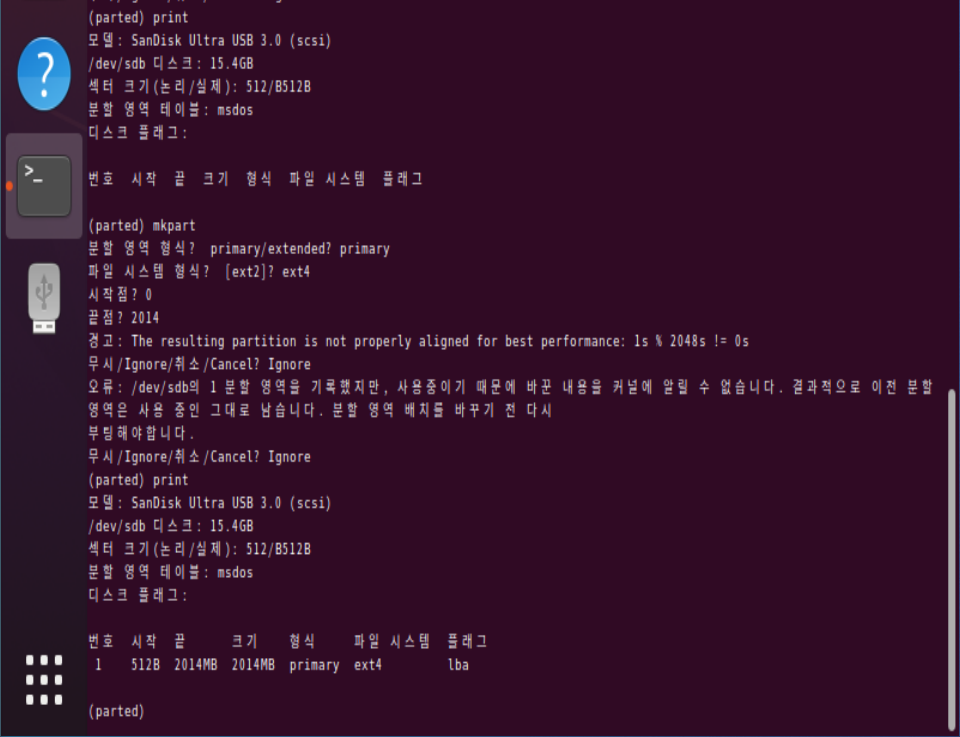 (parted) print
모델: SanDisk Ultra USB 3.0 (scsi)
/dev/sdb 디스크: 15.4GB
섹터 크기(논리/실제): 512/B512B
분할 영역 테이블: msdos
디스크 플래그:
번호 시작 끝 크기 형식 파일 시스템 플래그
(parted) mkpart
분할 영역 형식? primary/extended? primary
파일 시스템 형식? [ext2]? ext4
시작점? 0
끝점? 2014
경고: The resulting partition is not properly aligned for best performance: 1s % 2048s != 0s
무시/Ignore/취소/Cancel? Ignore
오류: /dev/sdb의 1 분할 영역을 기록했지만, 사용중이기 때문에 바꾼 내용을 커널에 알릴 수 없습니다. 결과적으로 이전 분할
영역은 사용 중인 그대로 남습니다. 분할 영역 배치를 바꾸기 전 다시
부팅해야합니다.
무시/Ignore/취소/Cancel? Ignore
(parted) print
모델: SanDisk Ultra USB 3.0 (scsi)
/dev/sdb 디스크: 15.4GB
섹터 크기(논리/실제): 512/B512B
분할 영역 테이블: msdos
디스크 플래그:
번호 시작 끝 크기 형식 파일 시스템 플래그
1 512B 2014MB 2014MB primary ext4 lba
(parted)